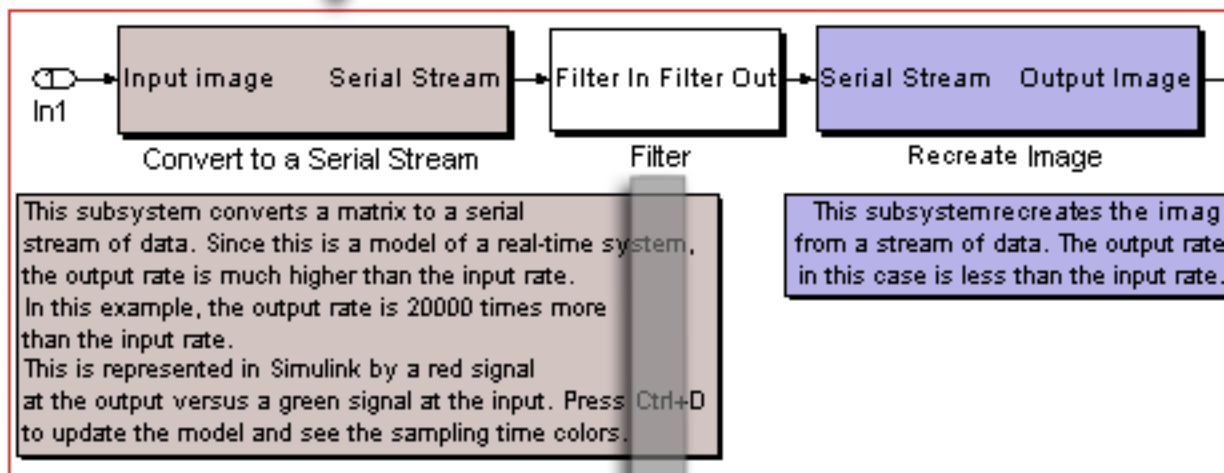 Input image Serial Stream Filter In Filter Out Serial Stream Output Image
1
In1
Convert to a Serial Stream Filter Recreate Image
This subsystem converts a matrix to a serial
stream of data. Since this is a model of a real-time system,
the output rate is much higher than the input rate.
In this example, the output rate is 20000 times more
than the input rate.
This is represented in Simulink by a red signal
at the output versus a green signal at the input. Press Ctrl+D
to update the model and see the sampling time colors.
This subsystem recreates the imag
from a stream of data. The output rate
in this case is less than the input rate.